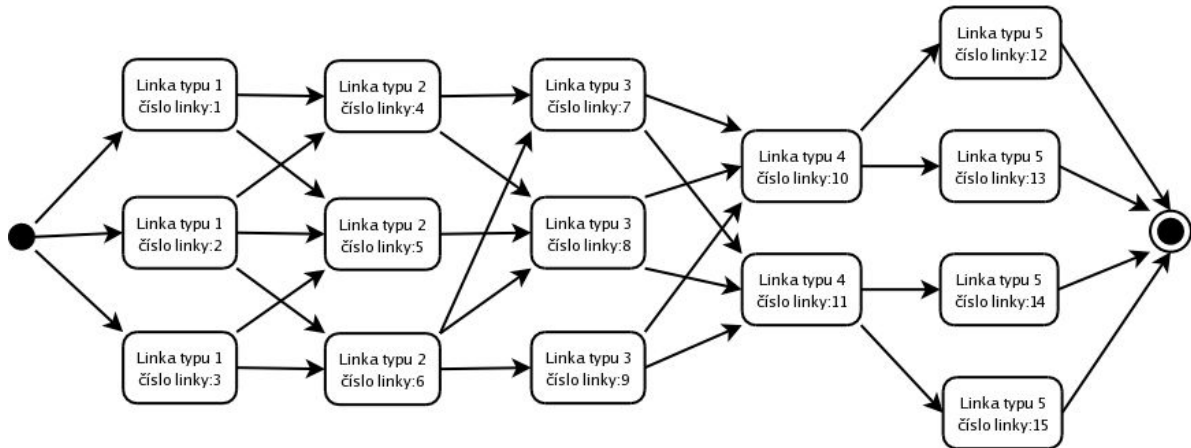 Linka typu 1
číslo linky:1
Linka typu 1
číslo linky:2
Linka typu 1
číslo linky:3
Linka typu 2
číslo linky:4
Linka typu 2
číslo linky:5
Linka typu 2
číslo linky:6
Linka typu 3
číslo linky:7
Linka typu 3
číslo linky:8
Linka typu 3
číslo linky:9
Linka typu 4
číslo linky:10
Linka typu 4
číslo linky:11
Linka typu 5
číslo linky:12
Linka typu 5
číslo linky:13
Linka typu 5
číslo linky:14
Linka typu 5
číslo linky:15